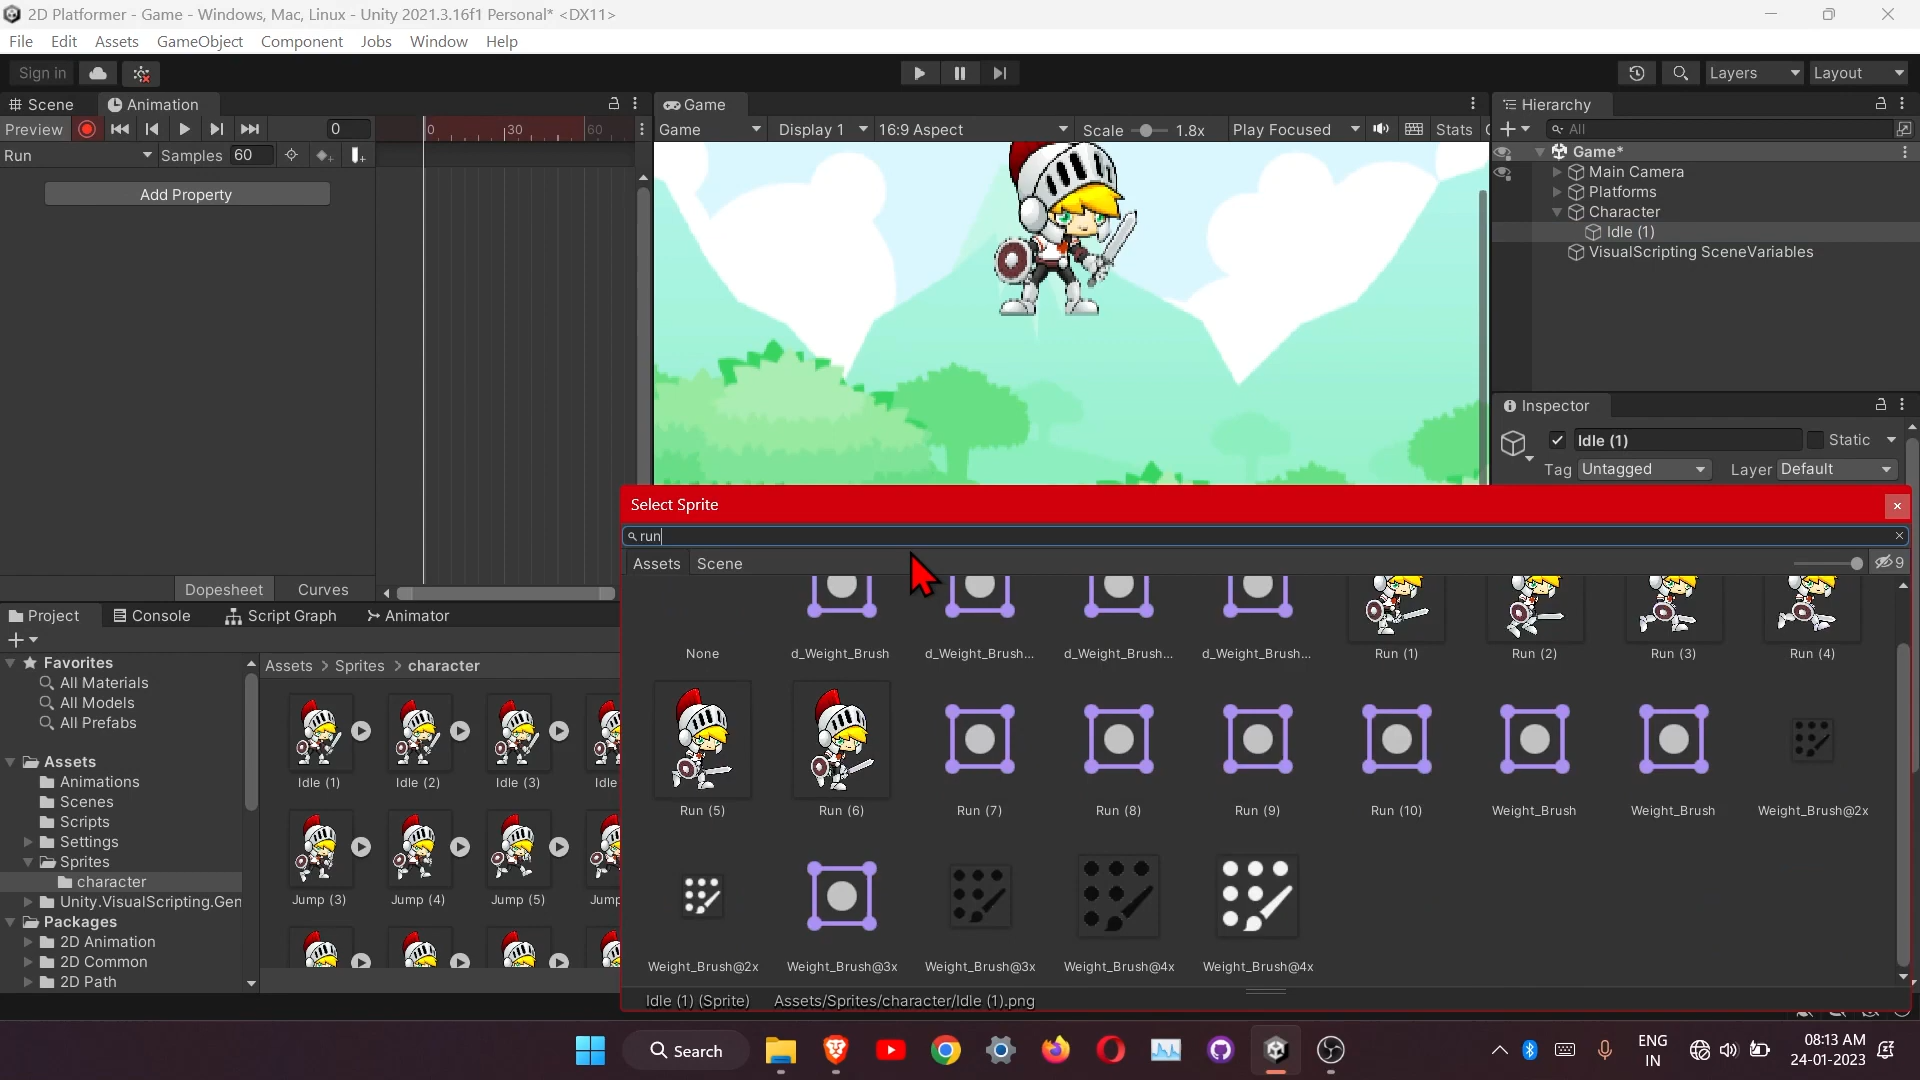 2D Platformer - Game - Windows, Mac, Linux - Unity 2021.3.16f1 Personal* <DX11>
File Edit Assets GameObject Component Jobs Window Help
Sign in
Layers Layout
Scene Animation
Game
Hierarchy
Preview 0 0 30 60
Game Display 1 16:9 Aspect Scale 1.8x Play Focused Stats
All
Run Samples 60
Add Property
Game*
Main Camera
Platforms
Character
Idle (1)
VisualScripting SceneVariables
Inspector
Idle (1) Static
Tag Untagged Layer Default
Select Sprite
run
Assets Scene 9
None d_Weight_Brush d_Weight_Brush... d_Weight_Brush... d_Weight_Brush... Run (1) Run (2) Run (3) Run (4)
Run (5) Run (6) Run (7) Run (8) Run (9) Run (10) Weight_Brush Weight_Brush Weight_Brush@2x
Weight_Brush@2x Weight_Brush@3x Weight_Brush@3x Weight_Brush@4x Weight_Brush@4x
Idle (1) (Sprite) Assets/Sprites/character/Idle (1).png
Dopesheet Curves
Project Console Script Graph Animator
Favorites
All Materials
All Models
All Prefabs
Assets
Animations
Scenes
Scripts
Settings
Sprites
character
Unity.VisualScripting.Gen
Packages
2D Animation
2D Common
2D Path
Assets > Sprites > character
Idle (1) Idle (2) Idle (3) Idle
Jump (3) Jump (4) Jump (5) Jump
Search
ENG
IN
08:13 AM
24-01-2023